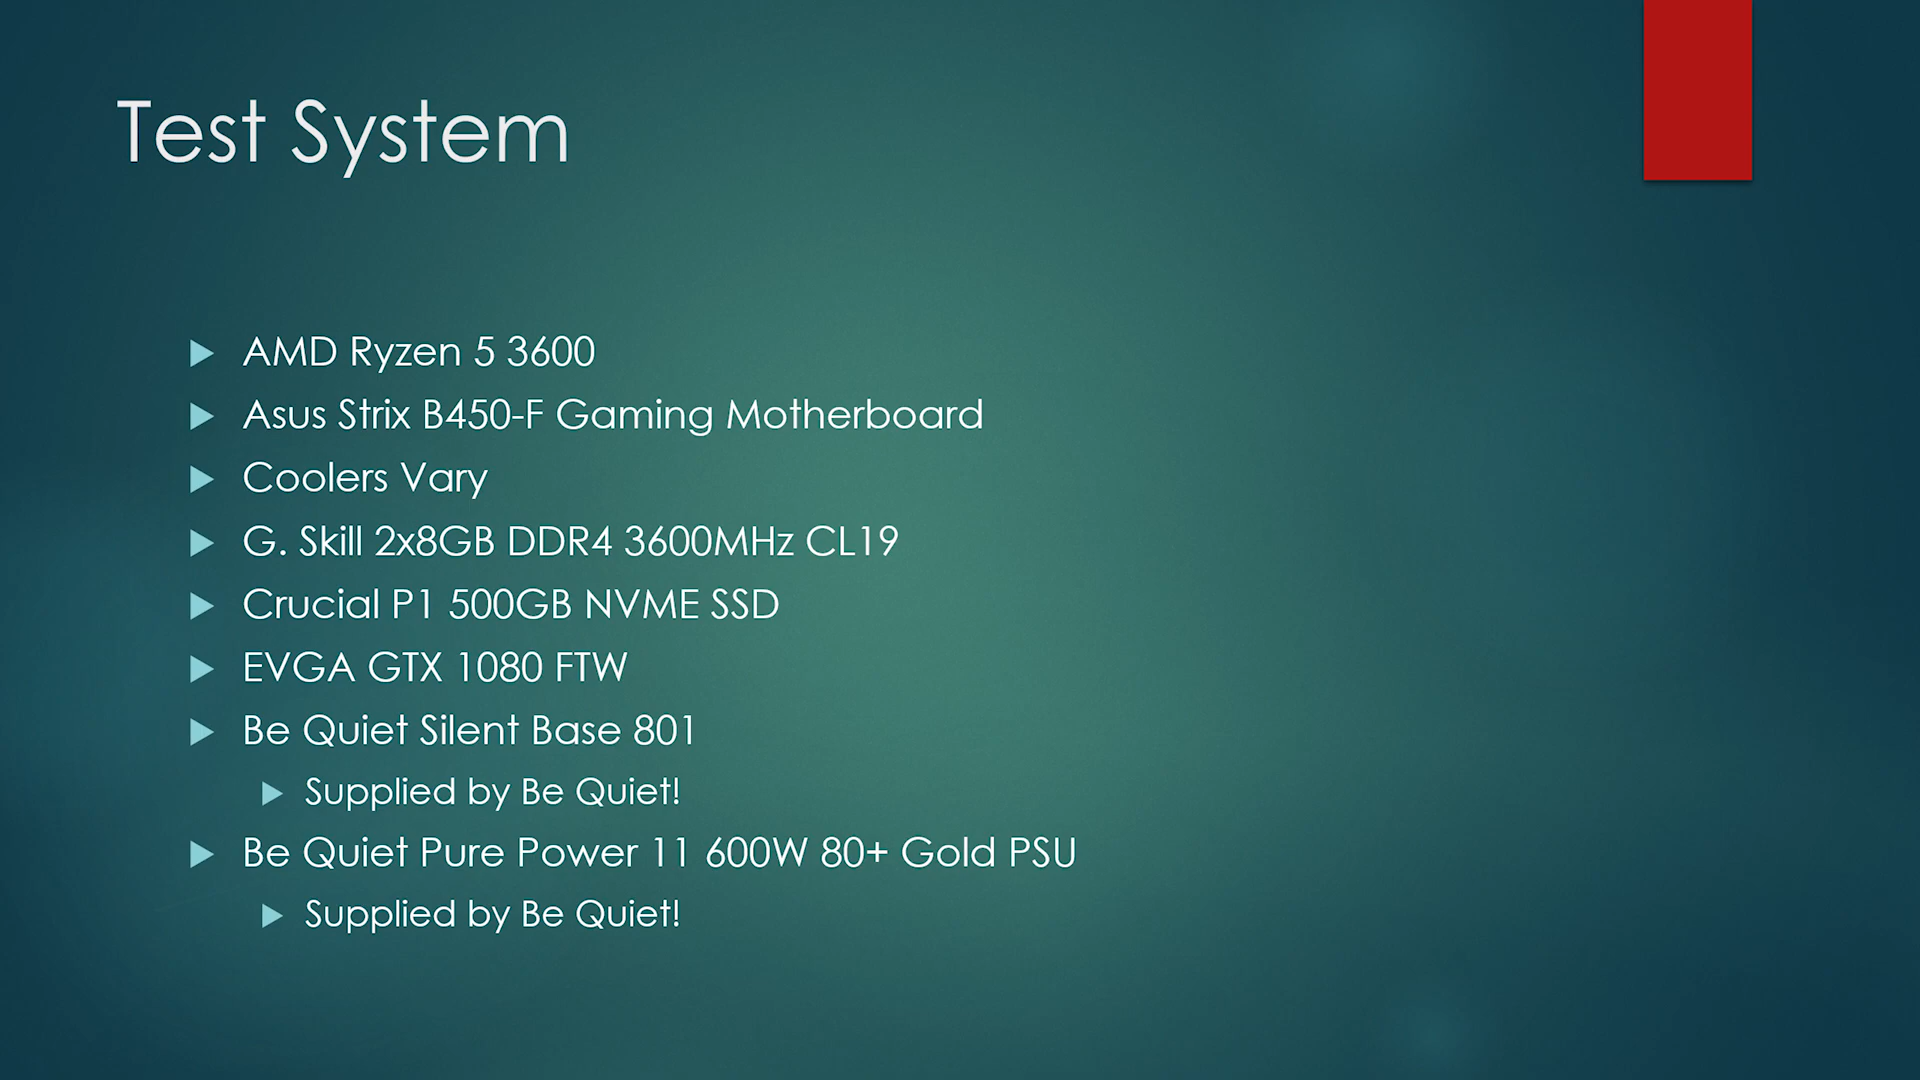 Test System
AMD Ryzen 5 3600
Asus Strix B450-F Gaming Motherboard
Coolers Vary
G. Skill 2x8GB DDR4 3600MHz CL19
Crucial P1 500GB NVME SSD
EVGA GTX 1080 FTW
Be Quiet Silent Base 801
Supplied by Be Quiet!
Be Quiet Pure Power 11 600W 80+ Gold PSU
Supplied by Be Quiet!